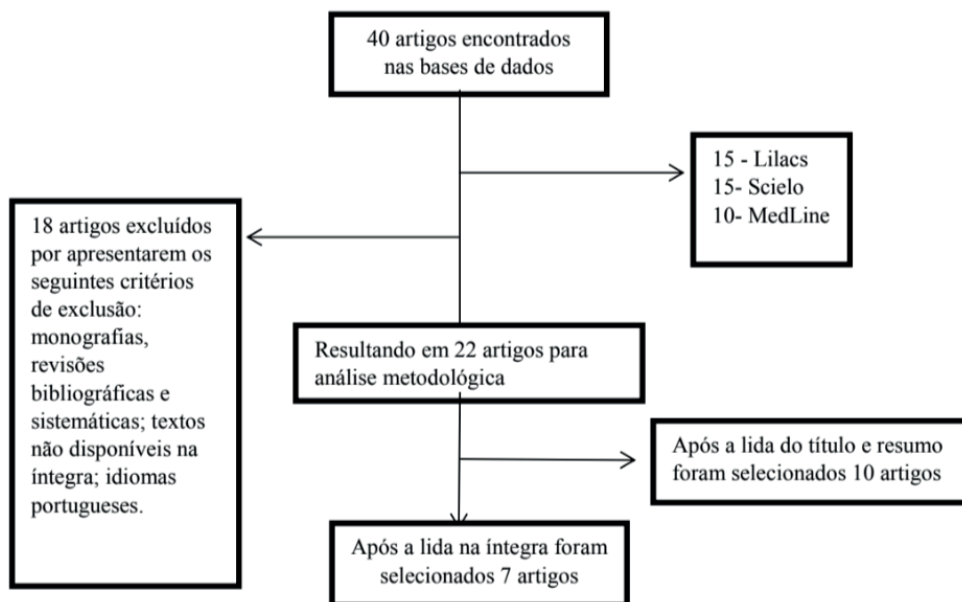 40 artigos encontrados
nas bases de dados
15 - Lilacs
15- Scielo
10- MedLine
18 artigos excluídos
por apresentarem os
seguintes critérios
de exclusão:
monografias,
revisões
bibliográficas e
sistemáticas; textos
não disponíveis na
íntegra; idiomas
portugueses.
Resultando em 22 artigos para
análise metodológica
Após a lida do título e resumo
foram selecionados 10 artigos
Após a lida na íntegra foram
selecionados 7 artigos